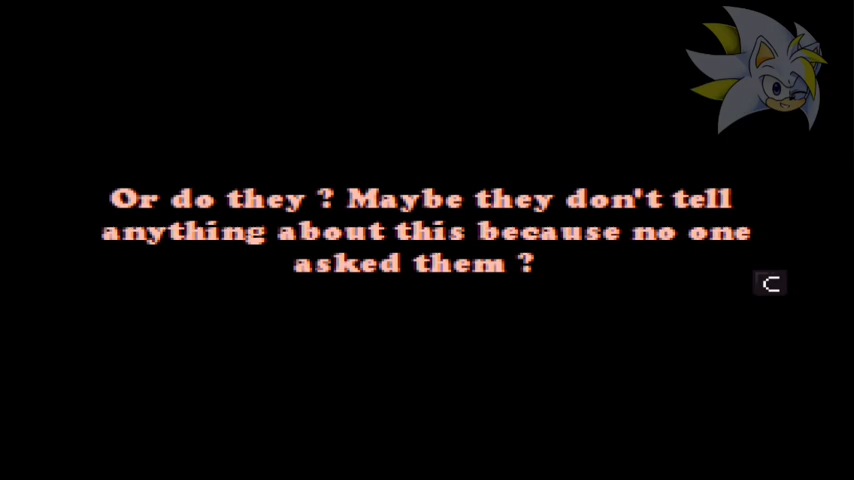 Or do they ? Maybe they don't tell
anything about this because no one
asked them ?
C